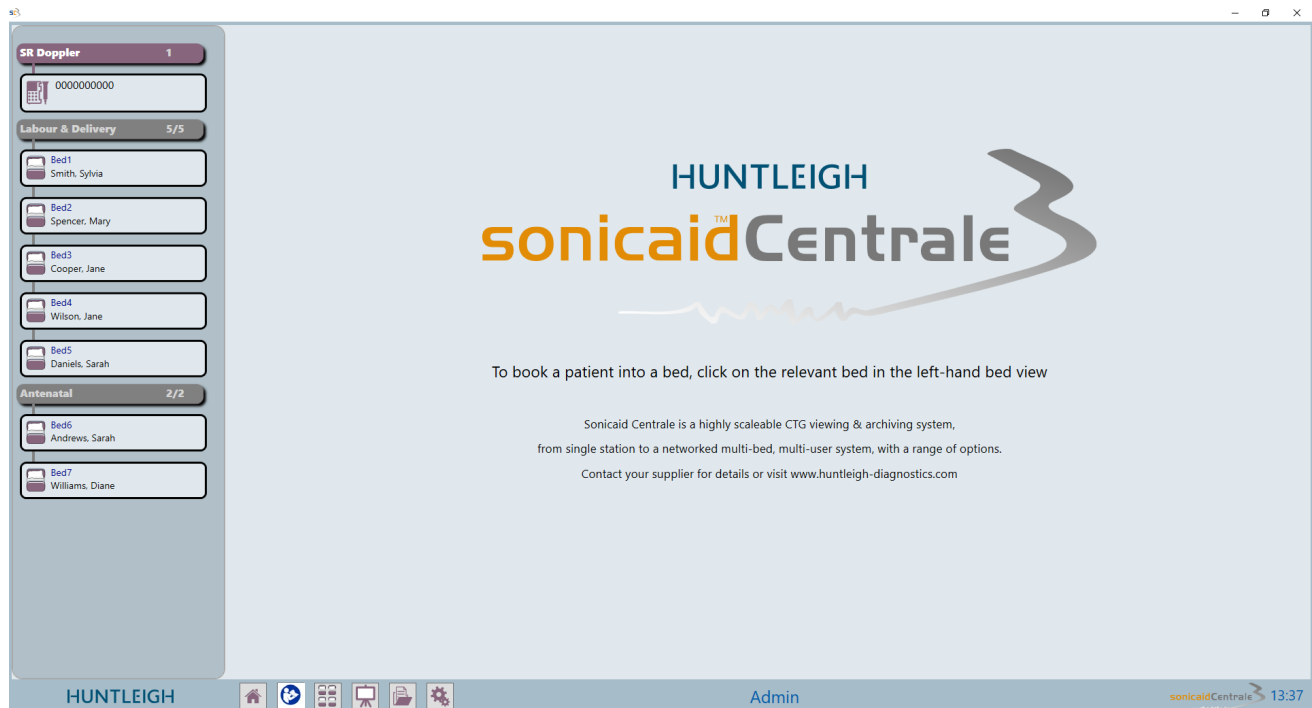 SR Doppler 1
0000000000
Labour & Delivery 5/5
Bed1
Smith, Sylvia
Bed2
Spencer, Mary
Bed3
Cooper, Jane
Bed4
Wilson, Jane
Bed5
Daniels, Sarah
Antenatal 2/2
Bed6
Andrews, Sarah
Bed7
Williams, Diane
HUNTLEIGH
sonicaid™Centrale3
To book a patient into a bed, click on the relevant bed in the left-hand bed view
Sonicaid Centrale is a highly scaleable CTG viewing & archiving system,
from single station to a networked multi-bed, multi-user system, with a range of options.
Contact your supplier for details or visit www.huntleigh-diagnostics.com
HUNTLEIGH
Admin
sonicaidCentrale3 13:37